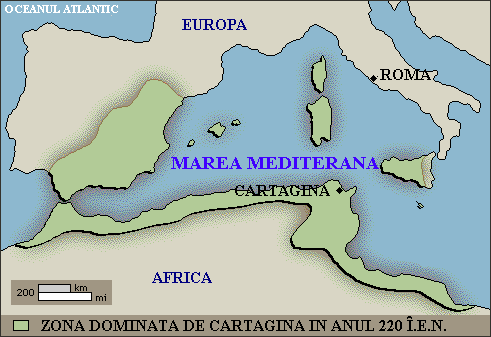 OCEANUL ATLANTIC
EUROPA
ROMA
MAREA MEDITERANA
CARTAGINA
AFRICA
200 km
mi
ZONA DOMINATA DE CARTAGINA IN ANUL 220 Î.E.N.